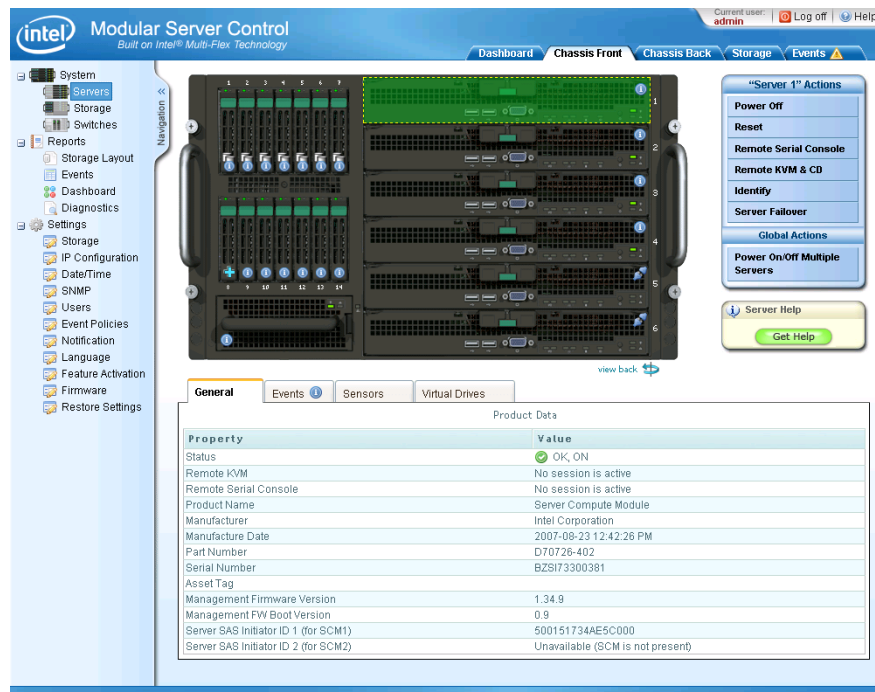 intel
Modular Server Control
Built on Intel® Multi-Flex Technology
Current user:
admin
Log off
Help
Dashboard
Chassis Front
Chassis Back
Storage
Events
System
Servers
Storage
Switches
Reports
Storage Layout
Events
Dashboard
Diagnostics
Settings
Storage
IP Configuration
Date/Time
SNMP
Users
Event Policies
Notification
Language
Feature Activation
Firmware
Restore Settings
Navigation
1 2 3 4 5 6 7
8 9 10 11 12 13 14
1
2
3
4
5
6
view back
"Server 1" Actions
Power Off
Reset
Remote Serial Console
Remote KVM & CD
Identify
Server Failover
Global Actions
Power On/Off Multiple
Servers
Server Help
Get Help
General
Events
Sensors
Virtual Drives
Product Data
Property Value
Status OK, ON
Remote KVM No session is active
Remote Serial Console No session is active
Product Name Server Compute Module
Manufacturer Intel Corporation
Manufacture Date 2007-08-23 12:42:26 PM
Part Number D70726-402
Serial Number BZSI73300381
Asset Tag
Management Firmware Version 1.34.9
Management FW Boot Version 0.9
Server SAS Initiator ID 1 (for SCM1) 500151734AE5C000
Server SAS Initiator ID 2 (for SCM2) Unavailable (SCM is not present)